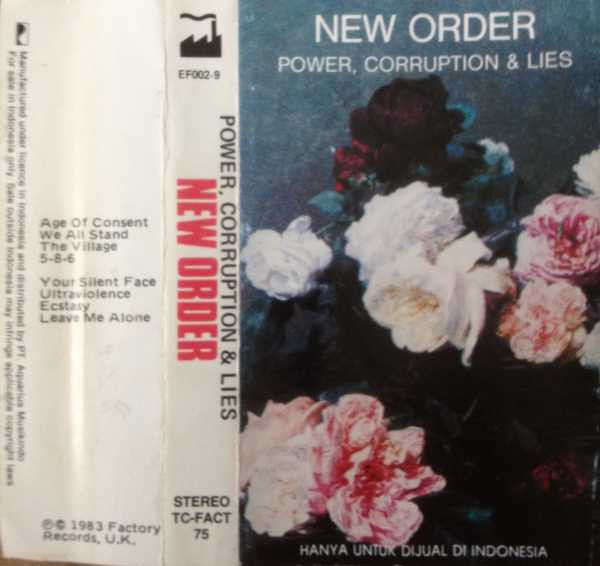 Manufactured under licence in Indonesia and distributed by PT. Aquarius Musikindo
For sale in Indonesia only. Sale outside Indonesia may infringe applicable copyright laws
Age Of Consent
We All Stand
The Village
5-8-6
Your Silent Face
Ultraviolence
Ecstasy
Leave Me Alone
℗© 1983 Factory
Records, U.K.
EF002-9
POWER, CORRUPTION & LIES
NEW ORDER
STEREO
TC-FACT
75
NEW ORDER
POWER, CORRUPTION & LIES
HANYA UNTUK DIJUAL DI INDONESIA